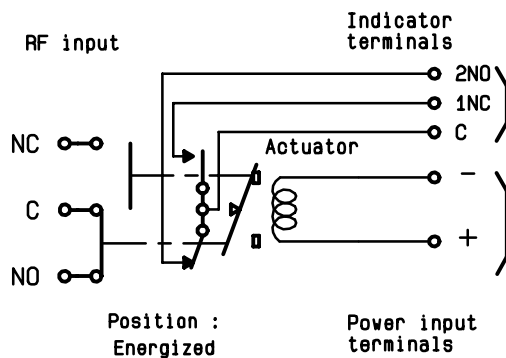 RF input
Indicator
terminals
2NO
1NC
C
Actuator
NC
C
NO
-
+
Position :
Energized
Power input
terminals